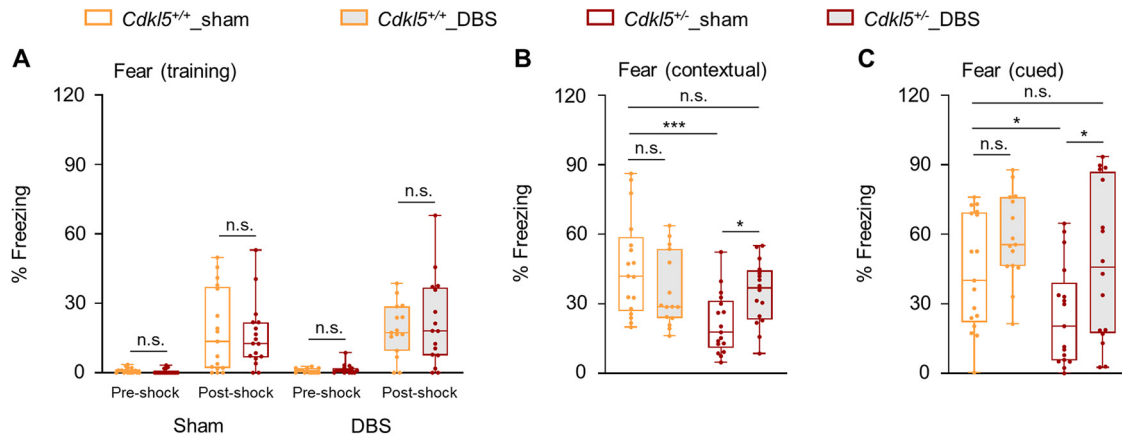 Cdkl5+/+_sham Cdkl5+/+_DBS Cdkl5+/-_sham Cdkl5+/-_DBS
A
Fear (training)
% Freezing
120
90
60
30
0
n.s.
n.s.
n.s.
n.s.
Pre-shock Post-shock Pre-shock Post-shock
Sham DBS
B
Fear (contextual)
% Freezing
120
90
60
30
0
n.s.
***
n.s.
*
C
Fear (cued)
% Freezing
120
90
60
30
0
n.s.
*
n.s.
*